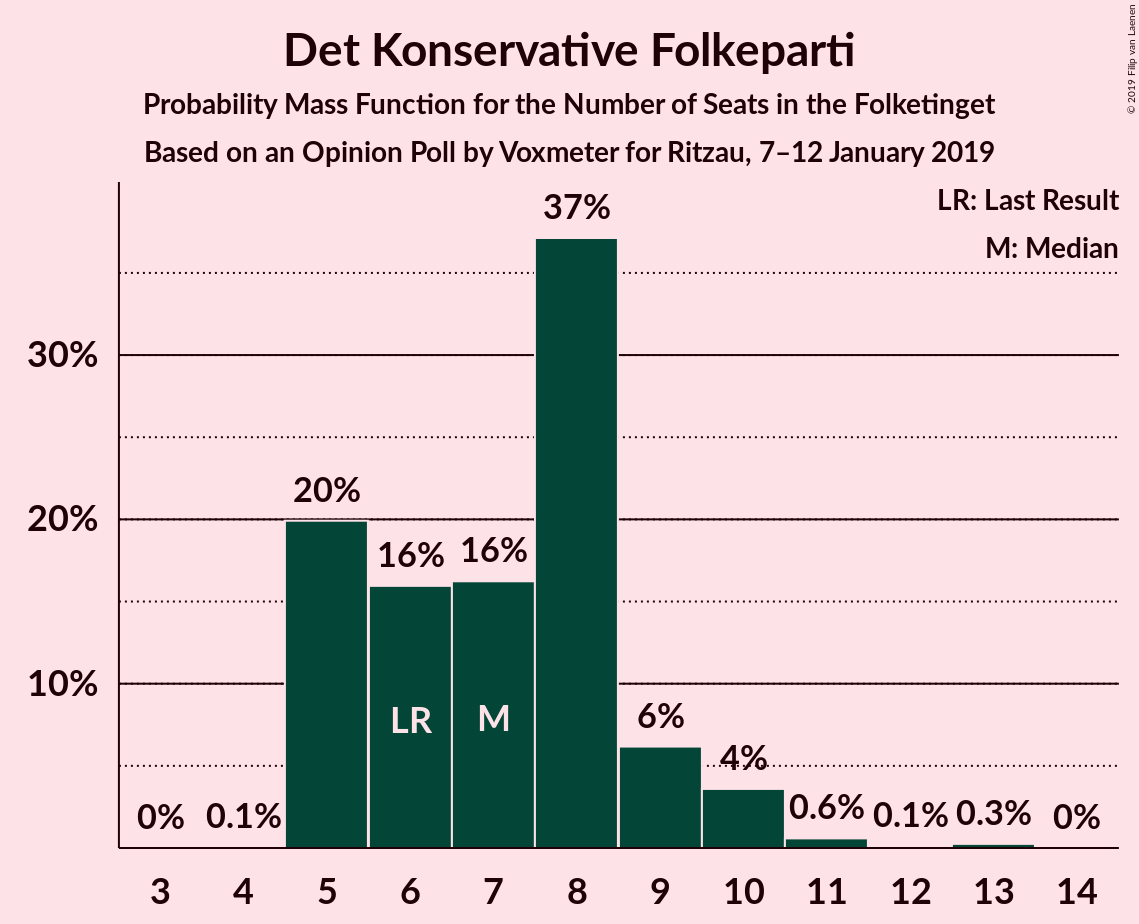 Det Konservative Folkeparti
Probability Mass Function for the Number of Seats in the Folketinget
Based on an Opinion Poll by Voxmeter for Ritzau, 7–12 January 2019
© 2019 Filip van Laenen
LR: Last Result
M: Median
37%
30%
20%
20%
16%
16%
10%
LR
M
6%
4%
0%
0.1%
0.6%
0.1%
0.3%
0%
3 4 5 6 7 8 9 10 11 12 13 14